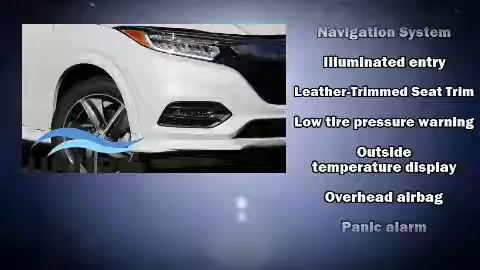 Navigation System
Illuminated entry
Leather-Trimmed Seat Trim
Low tire pressure warning
Outside
temperature display
Overhead airbag
Panic alarm